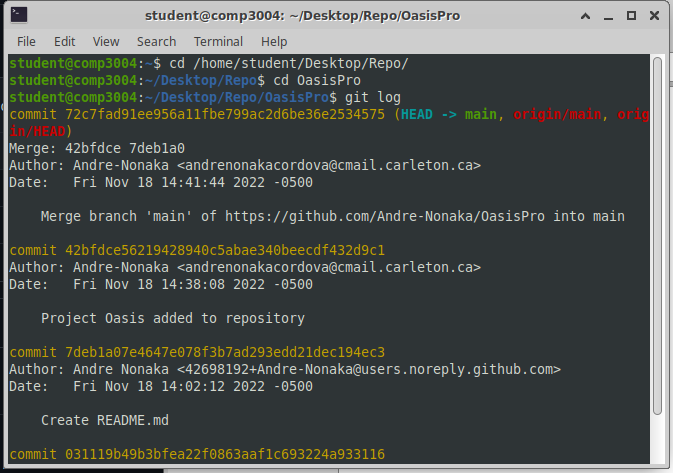 student@comp3004: ~/Desktop/Repo/OasisPro
File Edit View Search Terminal Help
student@comp3004:~$ cd /home/student/Desktop/Repo/
student@comp3004:~/Desktop/Repo$ cd OasisPro
student@comp3004:~/Desktop/Repo/OasisPro$ git log
commit 72c7fad91ee956a11fbe799ac2d6be36e2534575 (HEAD -> main, origin/main, orig
in/HEAD)
Merge: 42bfdce 7deb1a0
Author: Andre-Nonaka <andrenonakacordova@cmail.carleton.ca>
Date:   Fri Nov 18 14:41:44 2022 -0500
Merge branch 'main' of https://github.com/Andre-Nonaka/OasisPro into main
commit 42bfdce56219428940c5abae340beecdf432d9c1
Author: Andre-Nonaka <andrenonakacordova@cmail.carleton.ca>
Date:   Fri Nov 18 14:38:08 2022 -0500
Project Oasis added to repository
commit 7deb1a07e4647e078f3b7ad293edd21dec194ec3
Author: Andre Nonaka <42698192+Andre-Nonaka@users.noreply.github.com>
Date:   Fri Nov 18 14:02:12 2022 -0500
Create README.md
commit 031119b49b3bfea22f0863aaf1c693224a933116